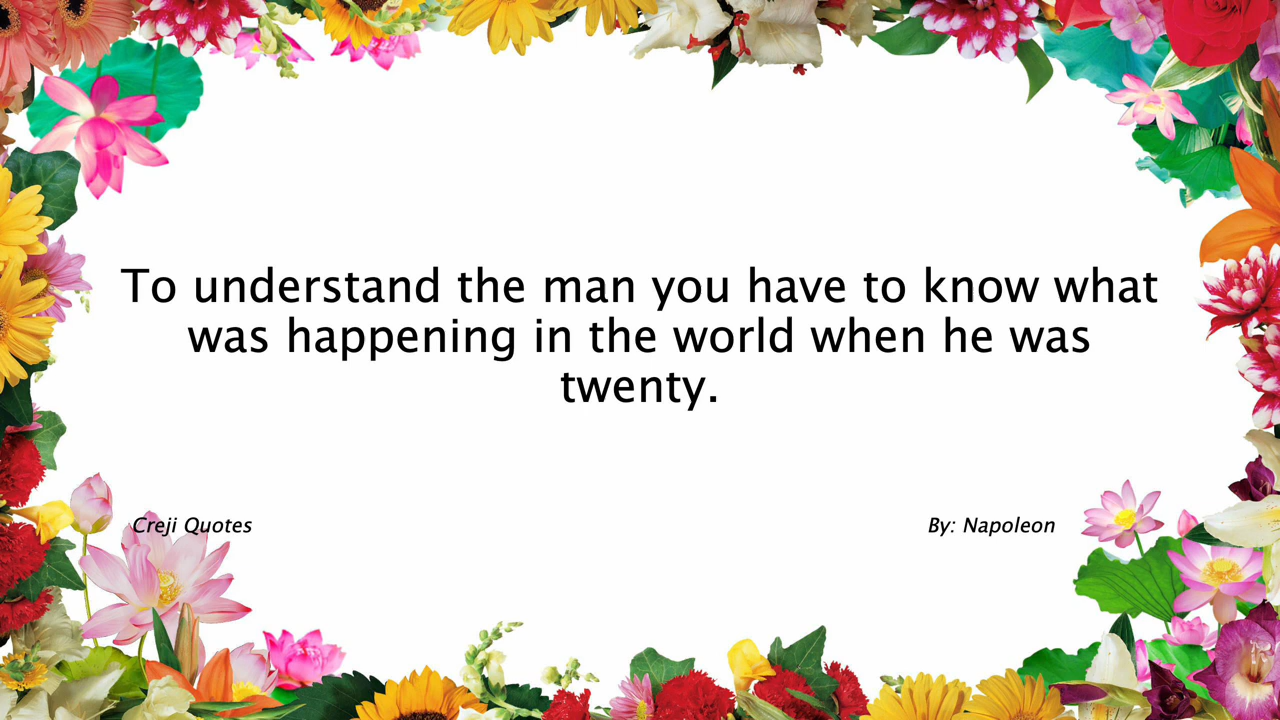 To understand the man you have to know what
was happening in the world when he was
twenty.
Creji Quotes
By: Napoleon